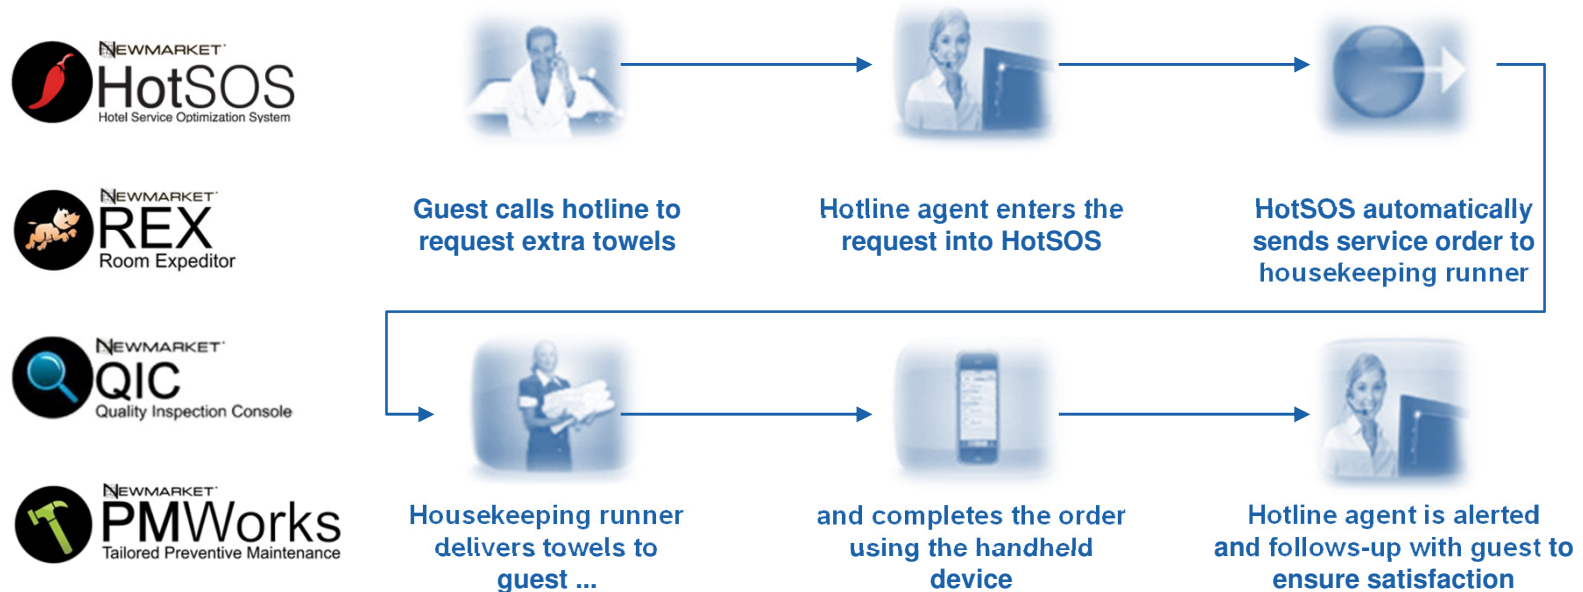 NEWMARKET
HotSOS
Hotel Service Optimization System
NEWMARKET
REX
Room Expeditor
NEWMARKET
QIC
Quality Inspection Console
NEWMARKET
PMWorks
Tailored Preventive Maintenance
Guest calls hotline to
request extra towels
Hotline agent enters the
request into HotSOS
HotSOS automatically
sends service order to
housekeeping runner
Housekeeping runner
delivers towels to
guest ...
and completes the order
using the handheld
device
Hotline agent is alerted
and follows-up with guest to
ensure satisfaction